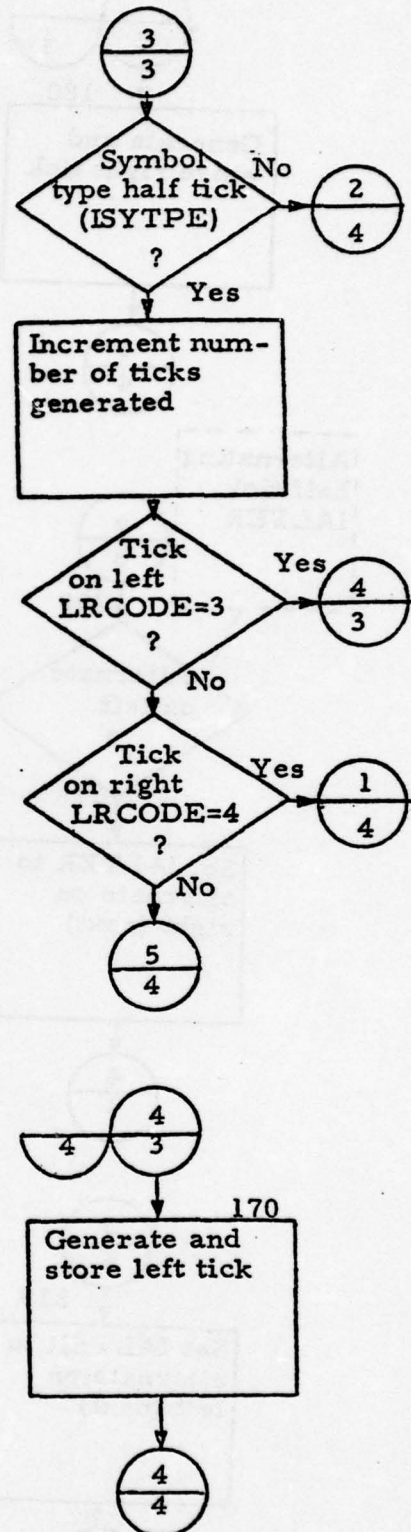 3
3
Symbol
type half tick
(ISYTPE)
?
No
2
4
Yes
Increment num-
ber of ticks
generated
Tick
on left
LRCODE=3
?
Yes
4
3
No
Tick
on right
LRCODE=4
?
Yes
1
4
No
5
4
4
4
3
170
Generate and
store left tick
4
4